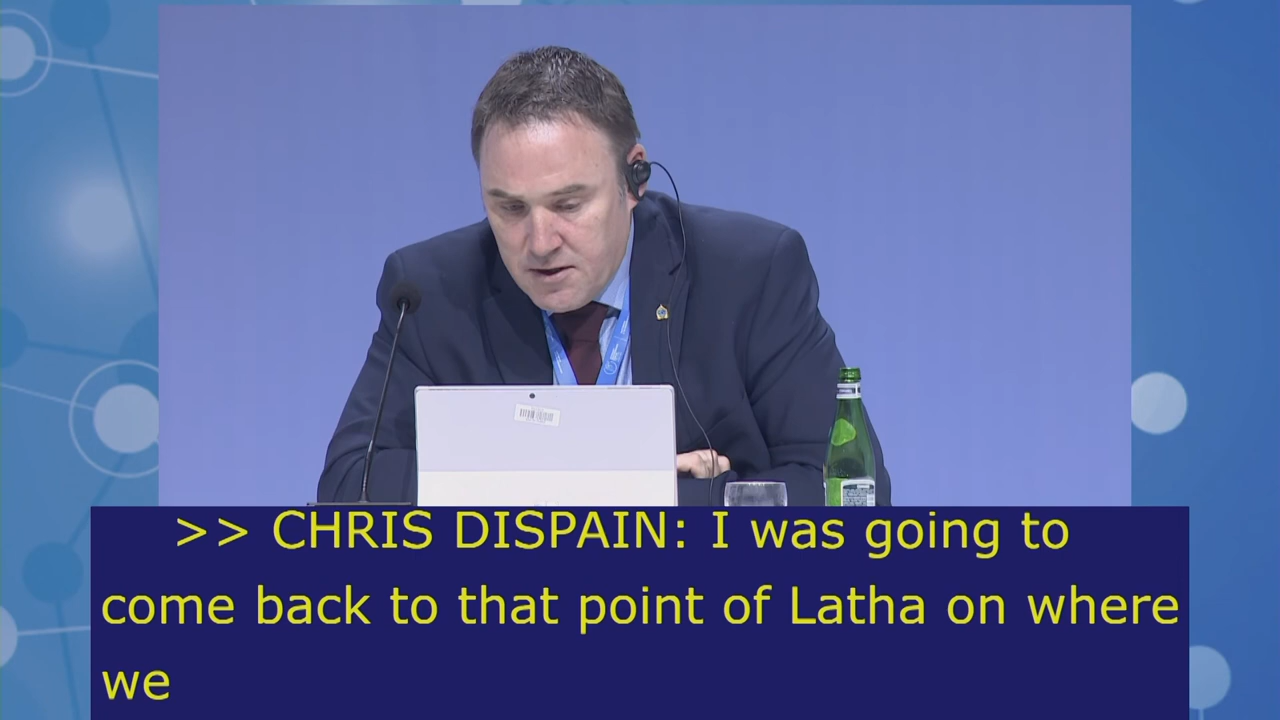 >> CHRIS DISPAIN: I was going to
come back to that point of Latha on where
we